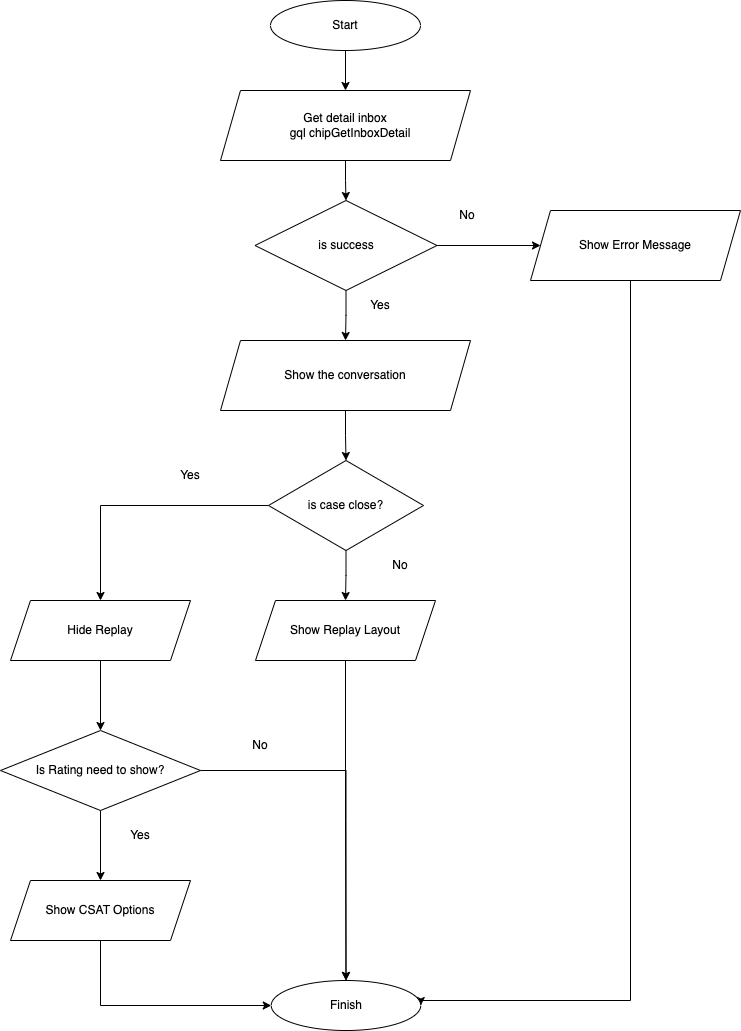 Start
Get detail inbox
gql chipGetInboxDetail
No
is success
Show Error Message
Yes
Show the conversation
Yes
is case close?
No
Hide Replay
Show Replay Layout
No
Is Rating need to show?
Yes
Show CSAT Options
Finish